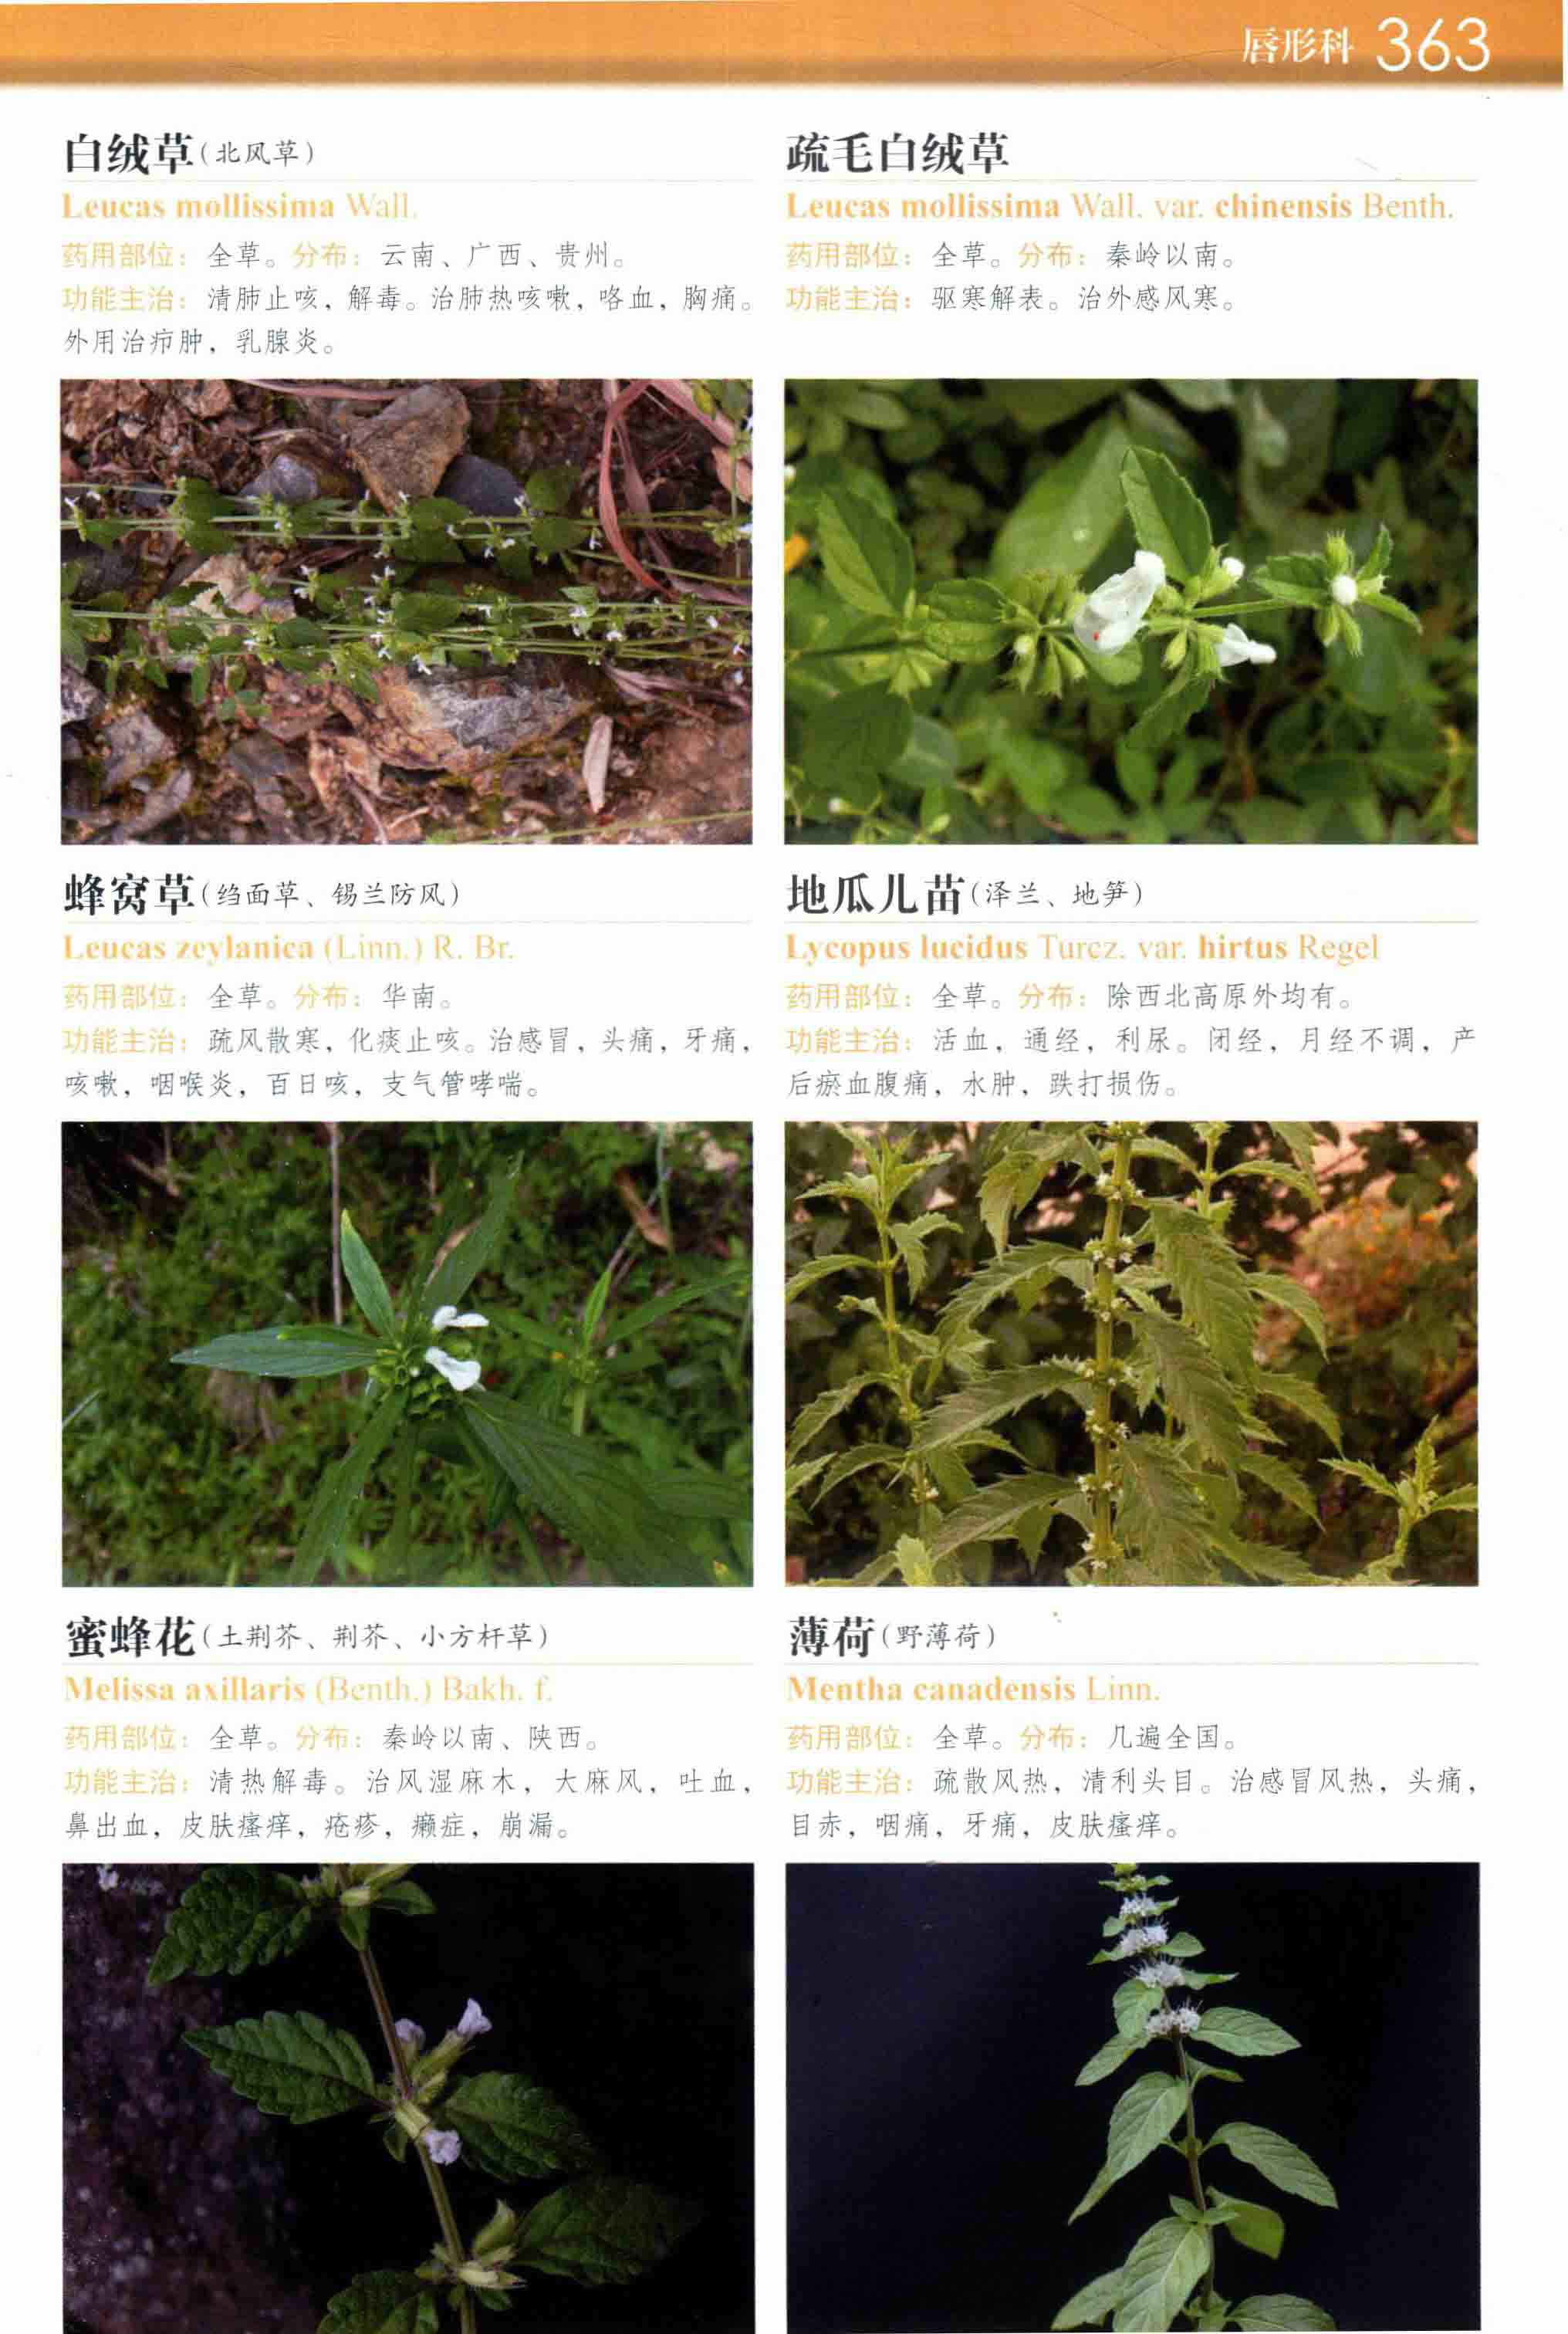 唇形科 363
白绒草(北风草)
Leucas mollissima Wall.
药用部位：全草。分布：云南、广西、贵州。
功能主治：清肺止咳，解毒。治肺热咳嗽，咯血，胸痛。
外用治疖肿，乳腺炎。
疏毛白绒草
Leucas mollissima Wall. var. chinensis Benth.
药用部位：全草。分布：秦岭以南。
功能主治：驱寒解表。治外感风寒。
蜂窝草(绉面草、锡兰防风)
Leucas zeylanica (Linn.) R. Br.
药用部位：全草。分布：华南。
功能主治：疏风散寒，化痰止咳。治感冒，头痛，牙痛，
咳嗽，咽喉炎，百日咳，支气管哮喘。
地瓜儿苗(泽兰、地笋)
Lycopus lucidus Turcz. var. hirtus Regel
药用部位：全草。分布：除西北高原外均有。
功能主治：活血，通经，利尿。闭经，月经不调，产
后瘀血腹痛，水肿，跌打损伤。
蜜蜂花(土荆芥、荆芥、小方杆草)
Melissa axillaris (Benth.) Bakh. f.
药用部位：全草。分布：秦岭以南、陕西。
功能主治：清热解毒。治风湿麻木，大麻风，吐血，
鼻出血，皮肤瘙痒，疮疹，癞症，崩漏。
薄荷(野薄荷)
Mentha canadensis Linn.
药用部位：全草。分布：几遍全国。
功能主治：疏散风热，清利头目。治感冒风热，头痛，
目赤，咽痛，牙痛，皮肤瘙痒。